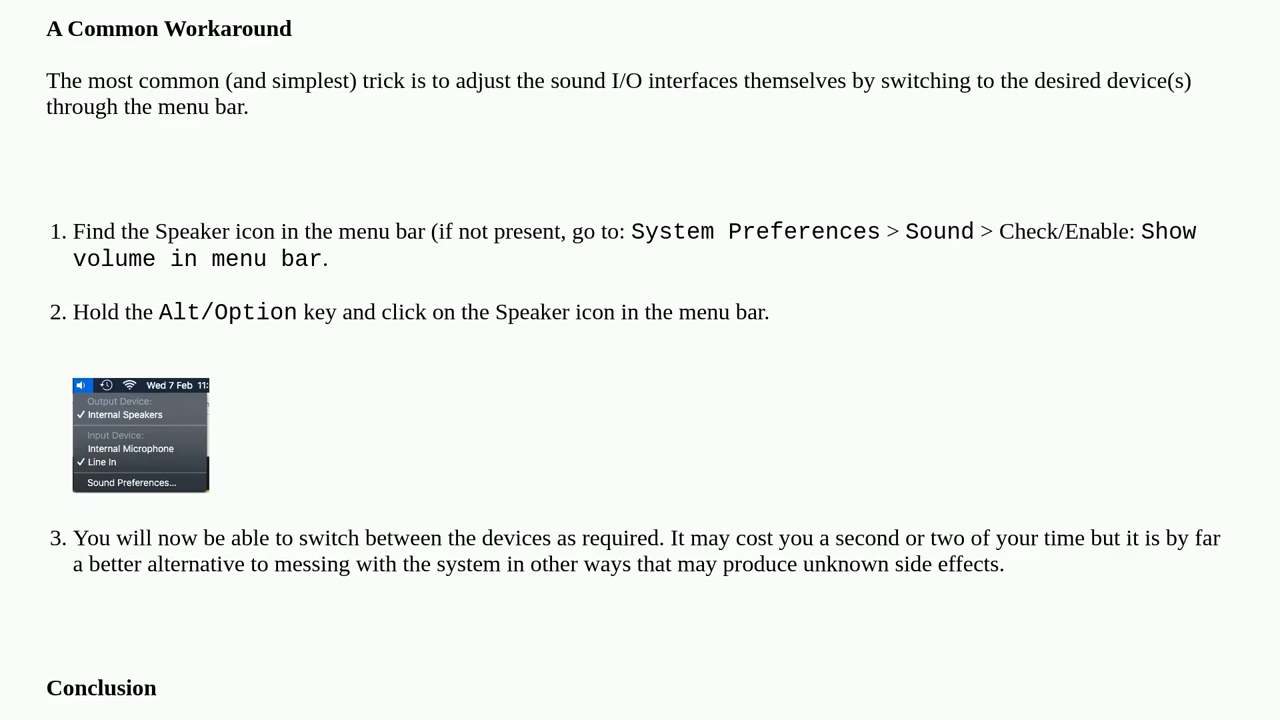 A Common Workaround
The most common (and simplest) trick is to adjust the sound I/O interfaces themselves by switching to the desired device(s)
through the menu bar.
1. Find the Speaker icon in the menu bar (if not present, go to: System Preferences > Sound > Check/Enable: Show
volume in menu bar.
2. Hold the Alt/Option key and click on the Speaker icon in the menu bar.
Wed 7 Feb 11:
Output Device:
✓ Internal Speakers
Input Device:
Internal Microphone
✓ Line In
Sound Preferences...
3. You will now be able to switch between the devices as required. It may cost you a second or two of your time but it is by far
a better alternative to messing with the system in other ways that may produce unknown side effects.
Conclusion